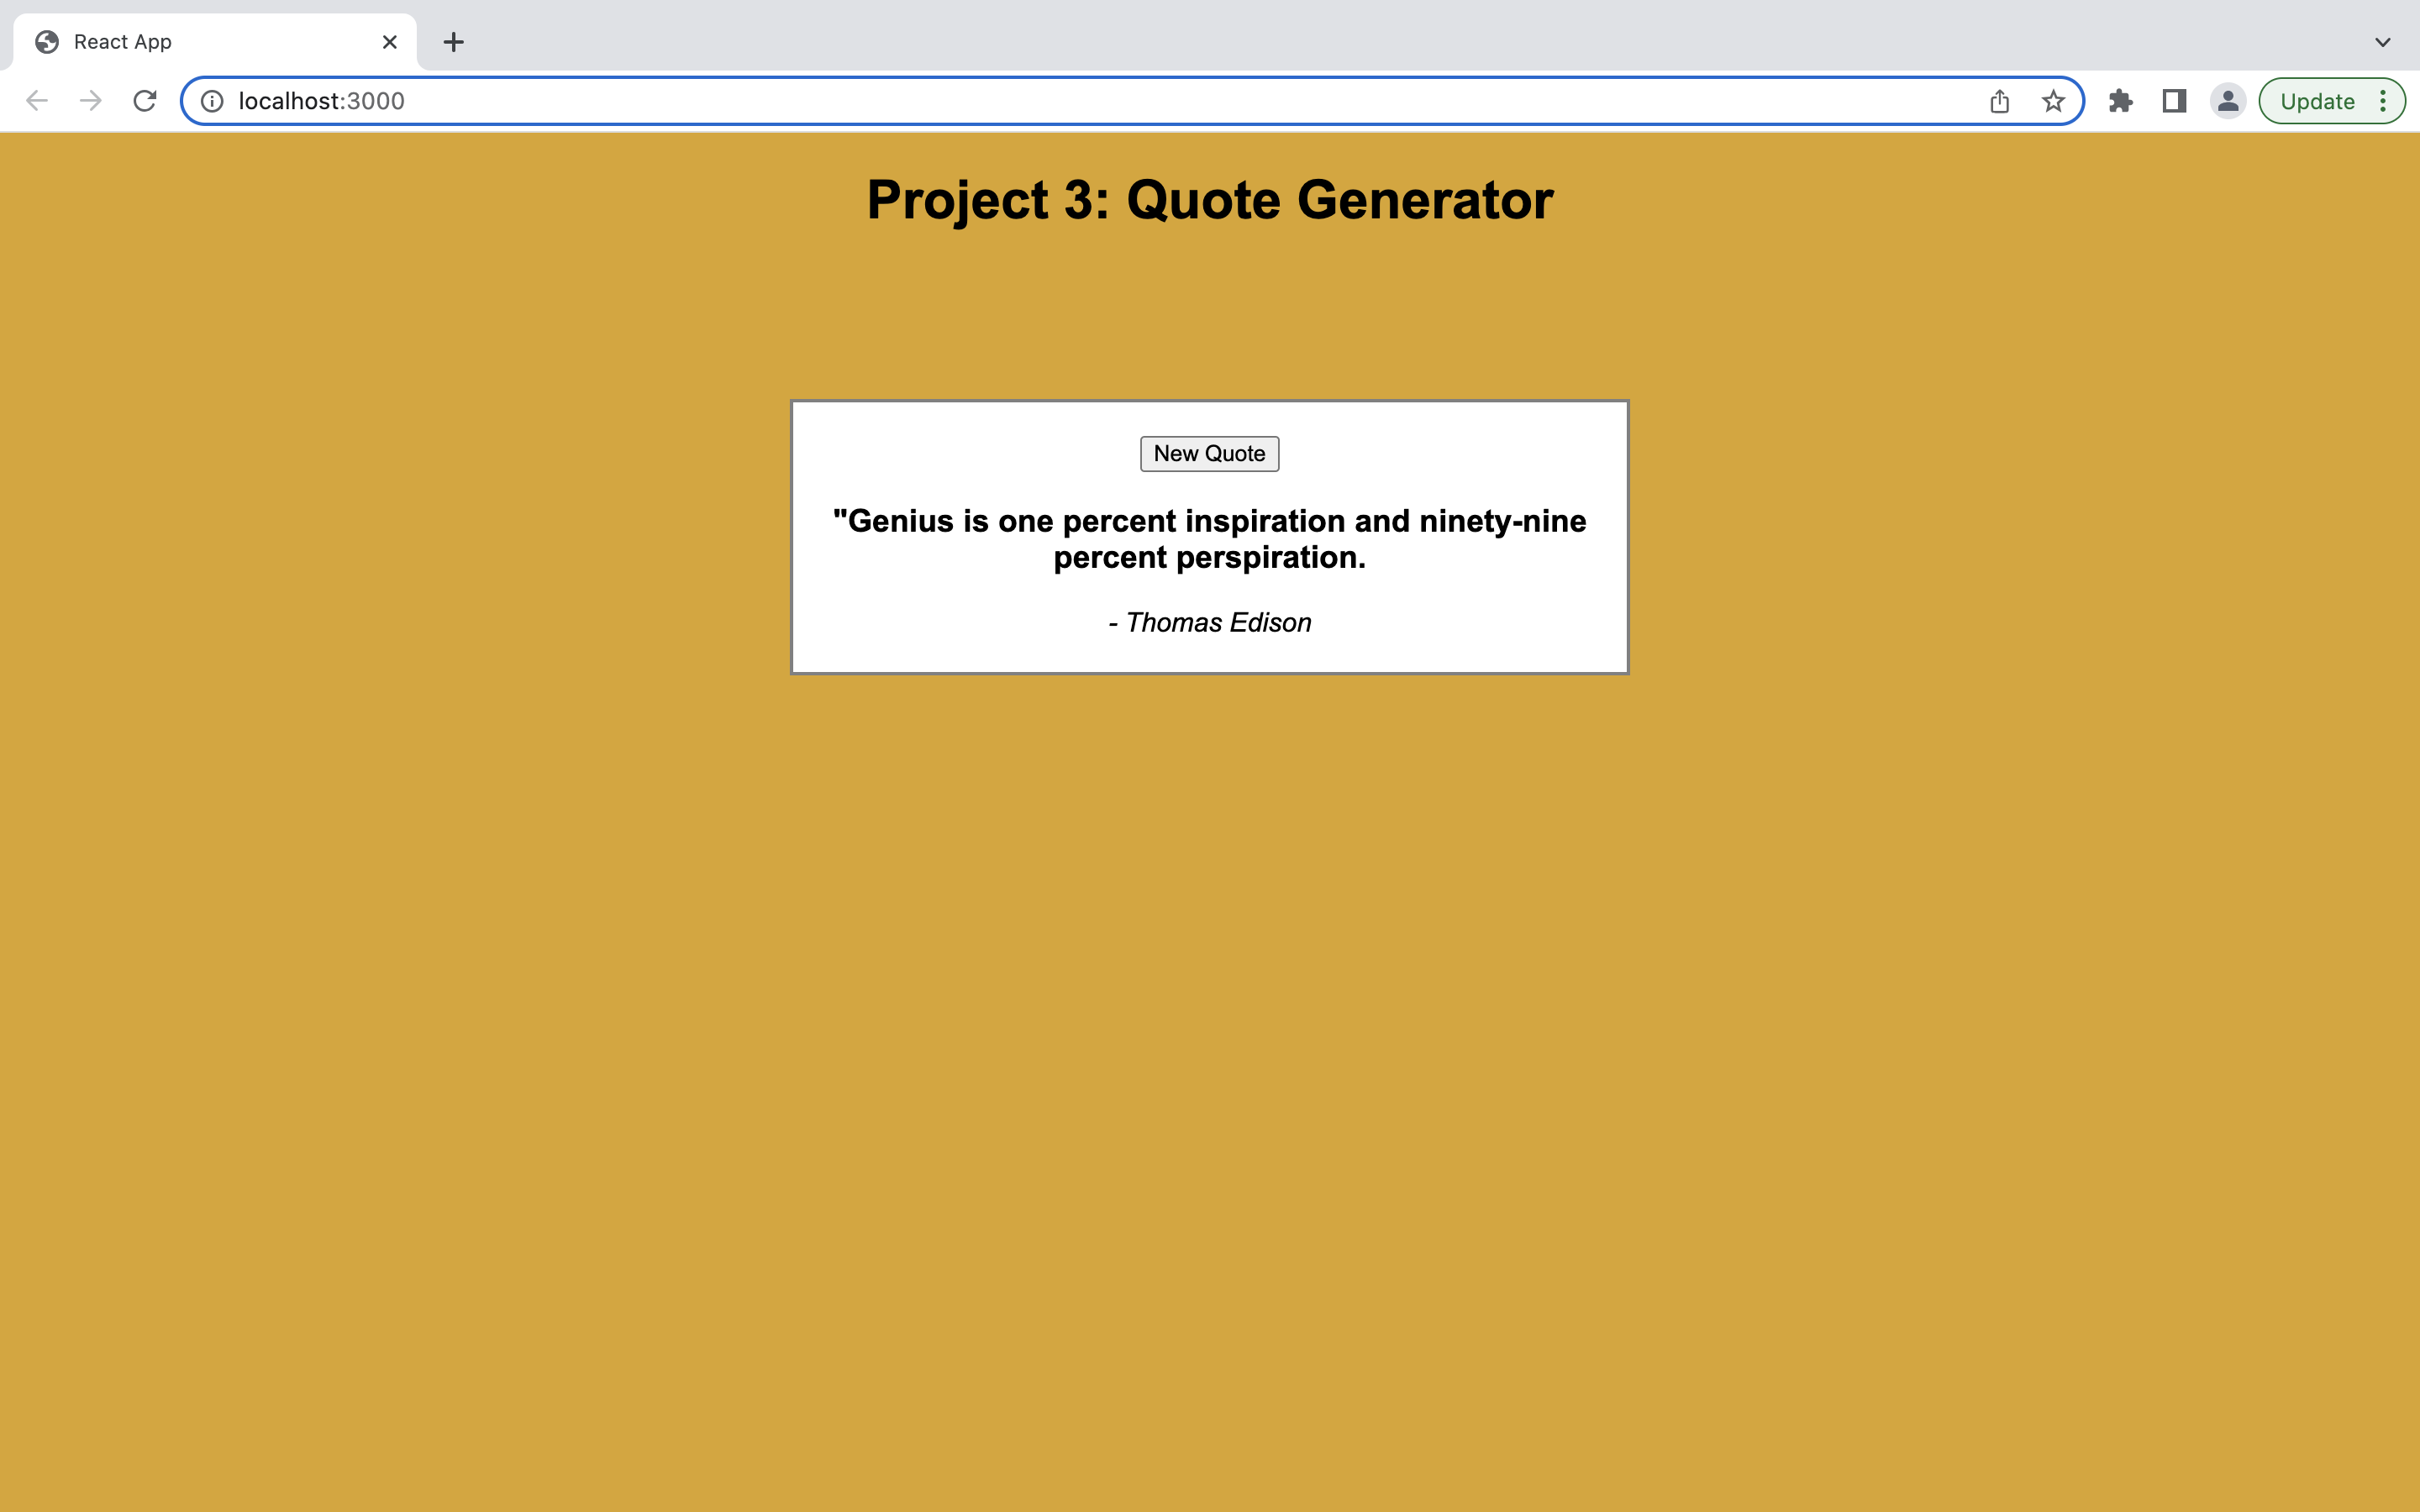 React App
localhost:3000
Update
Project 3: Quote Generator
New Quote
"Genius is one percent inspiration and ninety-nine
percent perspiration.
- Thomas Edison